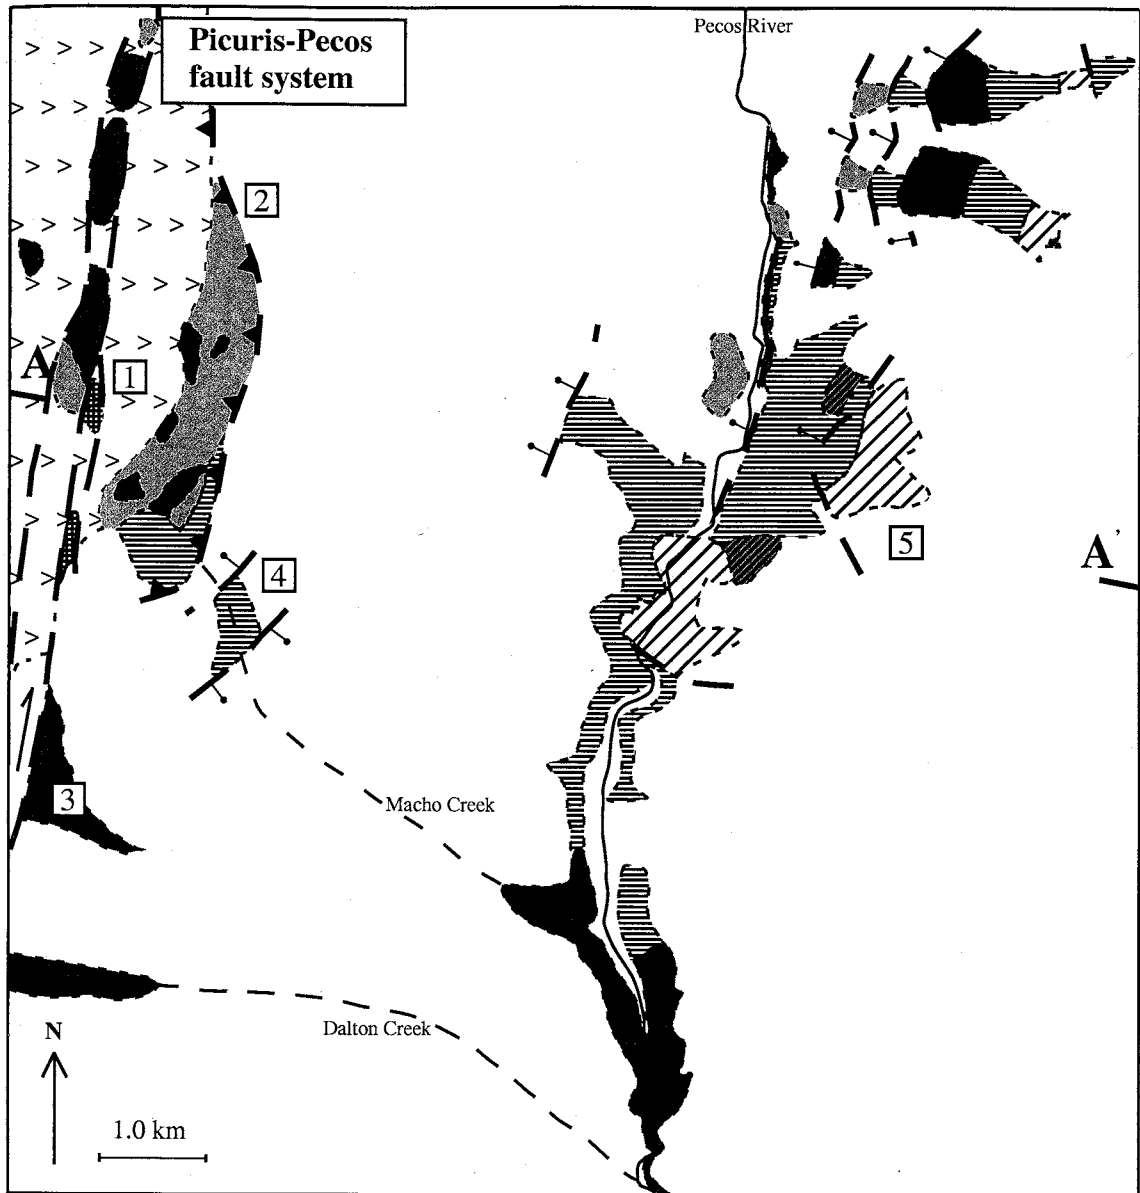 Pecos River
Picuris-Pecos
fault system
2
A
1
5
A'
4
3
Macho Creek
Dalton Creek
N
1.0 km